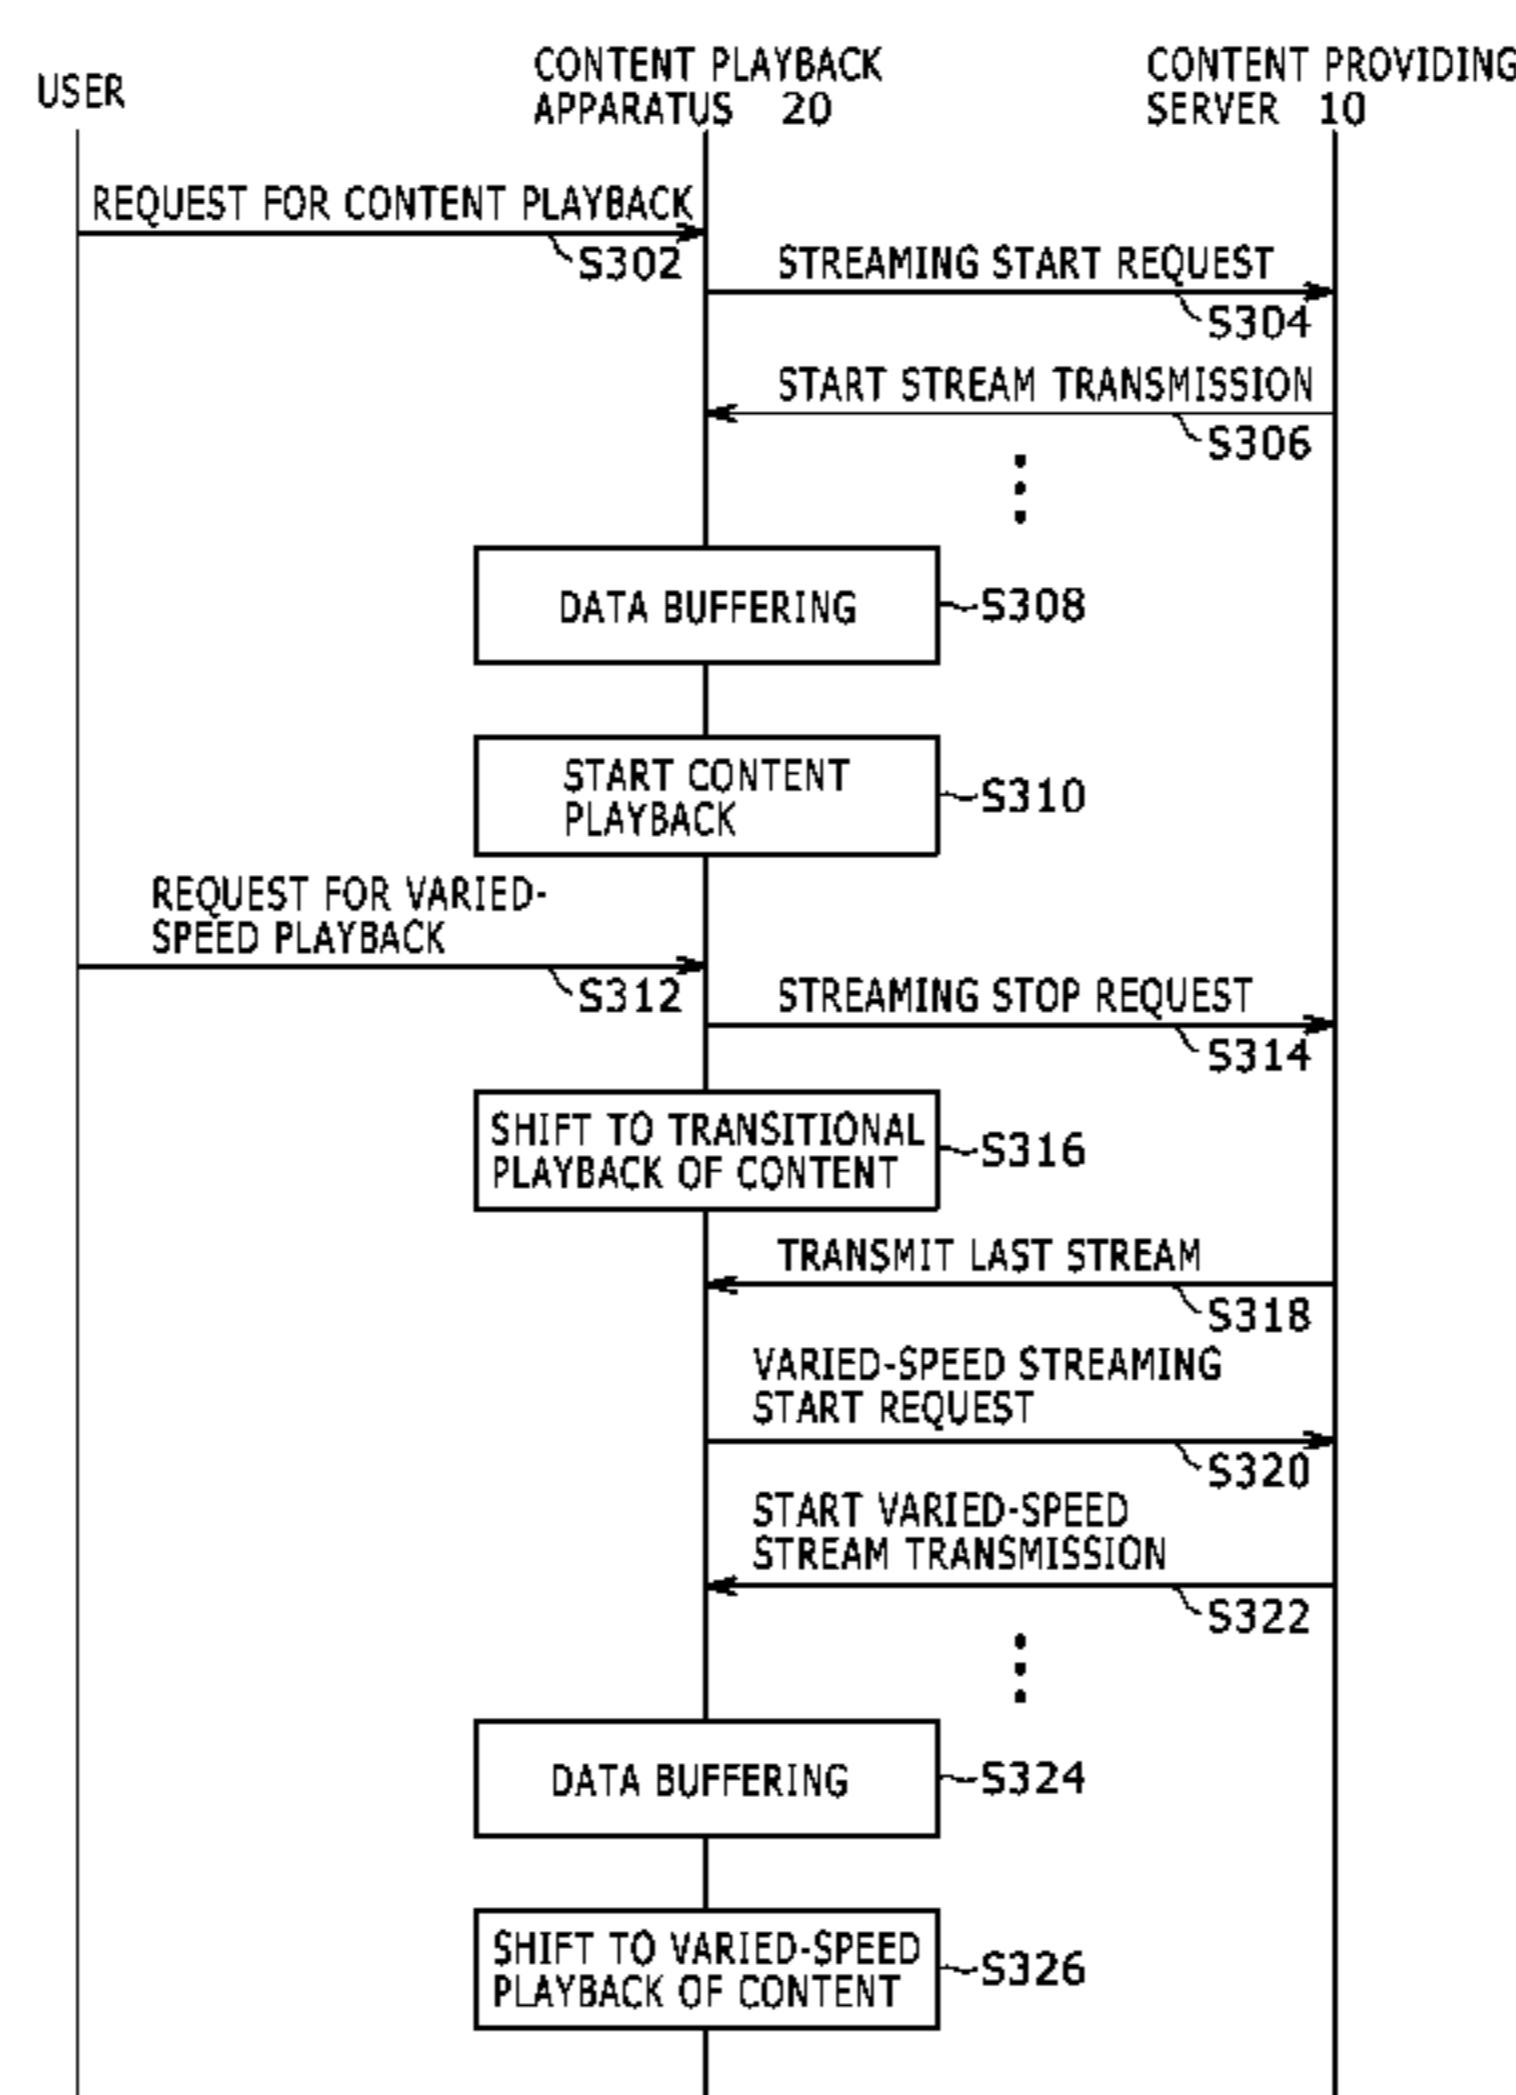 USER
CONTENT PLAYBACK
APPARATUS 20
CONTENT PROVIDING
SERVER 10
REQUEST FOR CONTENT PLAYBACK
S302
STREAMING START REQUEST
S304
START STREAM TRANSMISSION
S306
DATA BUFFERING
S308
START CONTENT
PLAYBACK
S310
REQUEST FOR VARIED-
SPEED PLAYBACK
S312
STREAMING STOP REQUEST
S314
SHIFT TO TRANSITIONAL
PLAYBACK OF CONTENT
S316
TRANSMIT LAST STREAM
S318
VARIED-SPEED STREAMING
START REQUEST
S320
START VARIED-SPEED
STREAM TRANSMISSION
S322
DATA BUFFERING
S324
SHIFT TO VARIED-SPEED
PLAYBACK OF CONTENT
S326